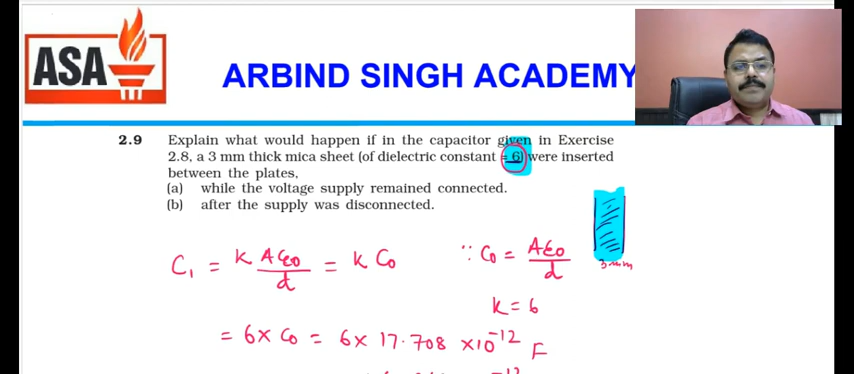 ASA
ARBIND SINGH ACADEMY
2.9 Explain what would happen if in the capacitor given in Exercise
2.8, a 3 mm thick mica sheet (of dielectric constant = 6) were inserted
between the plates,
(a) while the voltage supply remained connected.
(b) after the supply was disconnected.
C₁ = K Aε₀/d = K C₀ ∵ C₀ = Aε₀/d
3 mm
K = 6
= 6 × C₀ = 6 × 17.708 × 10⁻¹² F